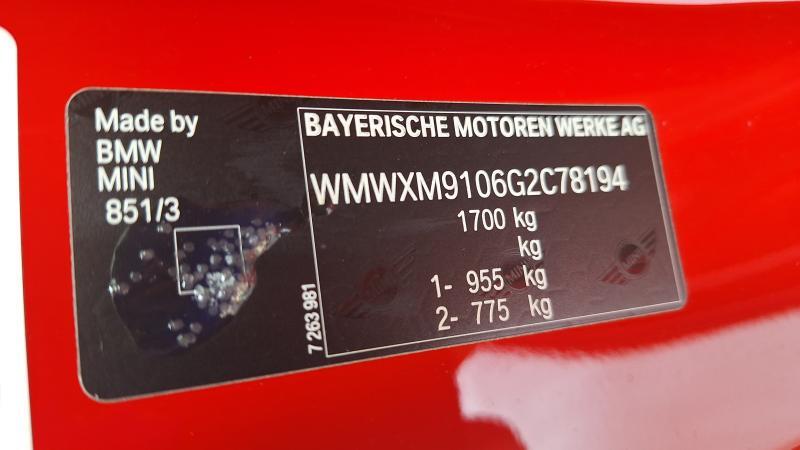 Made by
BMW
MINI
851/3
BAYERISCHE MOTOREN WERKE AG
WMWXM9106G2C78194
1700 kg
kg
1- 955 kg
2- 775 kg
7 263 981